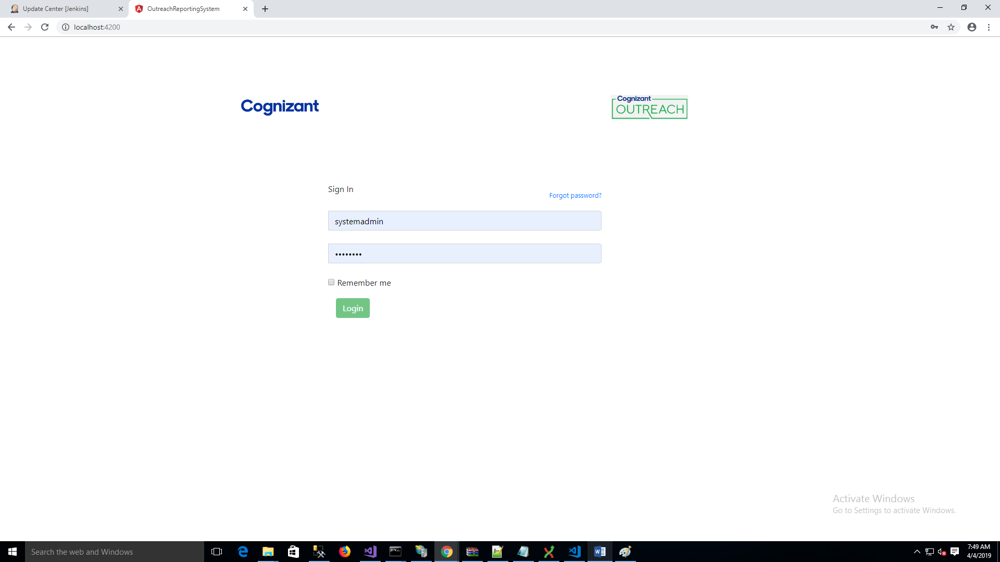 Update Center [Jenkins]
OutreachReportingSystem
localhost:4200
Cognizant
Cognizant
OUTREACH
Sign In
Forgot password?
systemadmin
••••••••
Remember me
Login
Activate Windows
Go to Settings to activate Windows.
Search the web and Windows
7:49 AM
4/4/2019